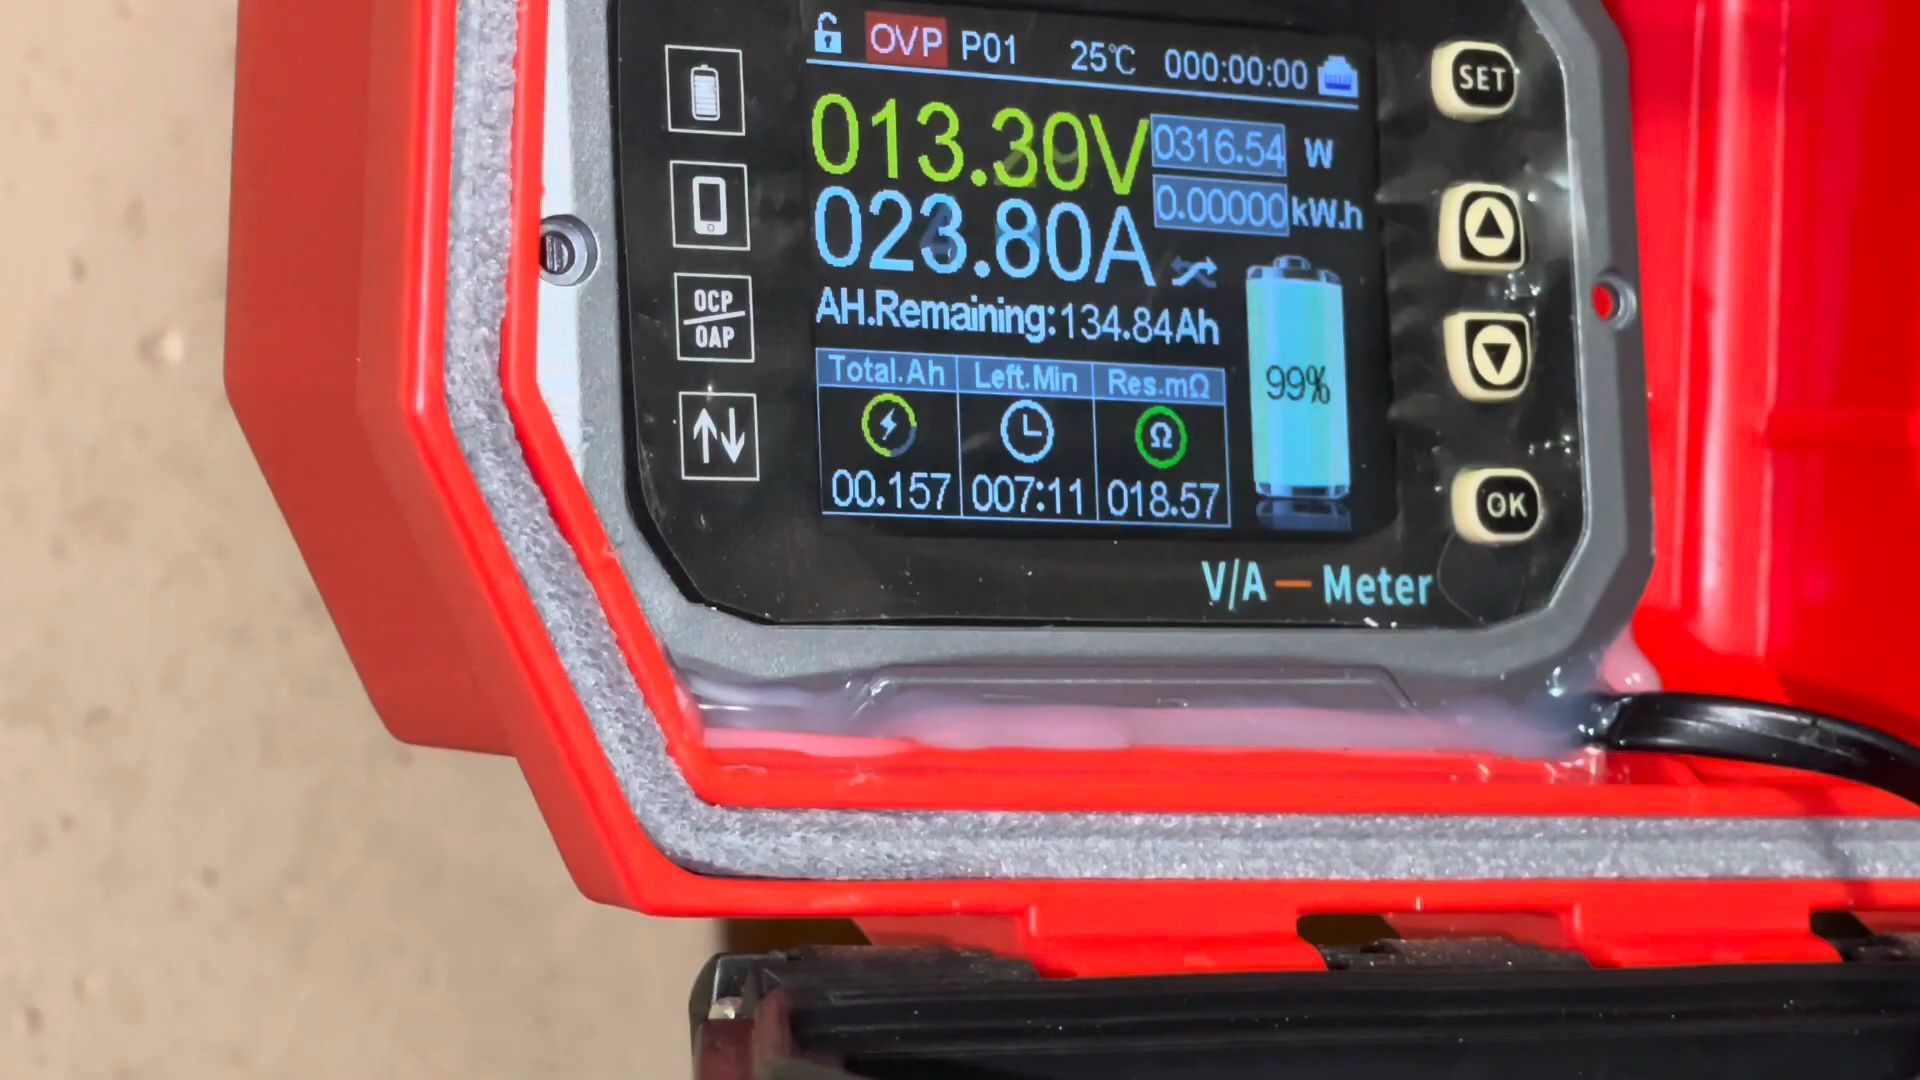 OVP P01 25℃ 000:00:00
013.30V 0316.54 W
0.00000 kW.h
023.80A
AH.Remaining:134.84Ah
Total.Ah Left.Min Res.mΩ
Ω
00.157 007:11 018.57
99%
OCP
OAP
SET
OK
V/A — Meter